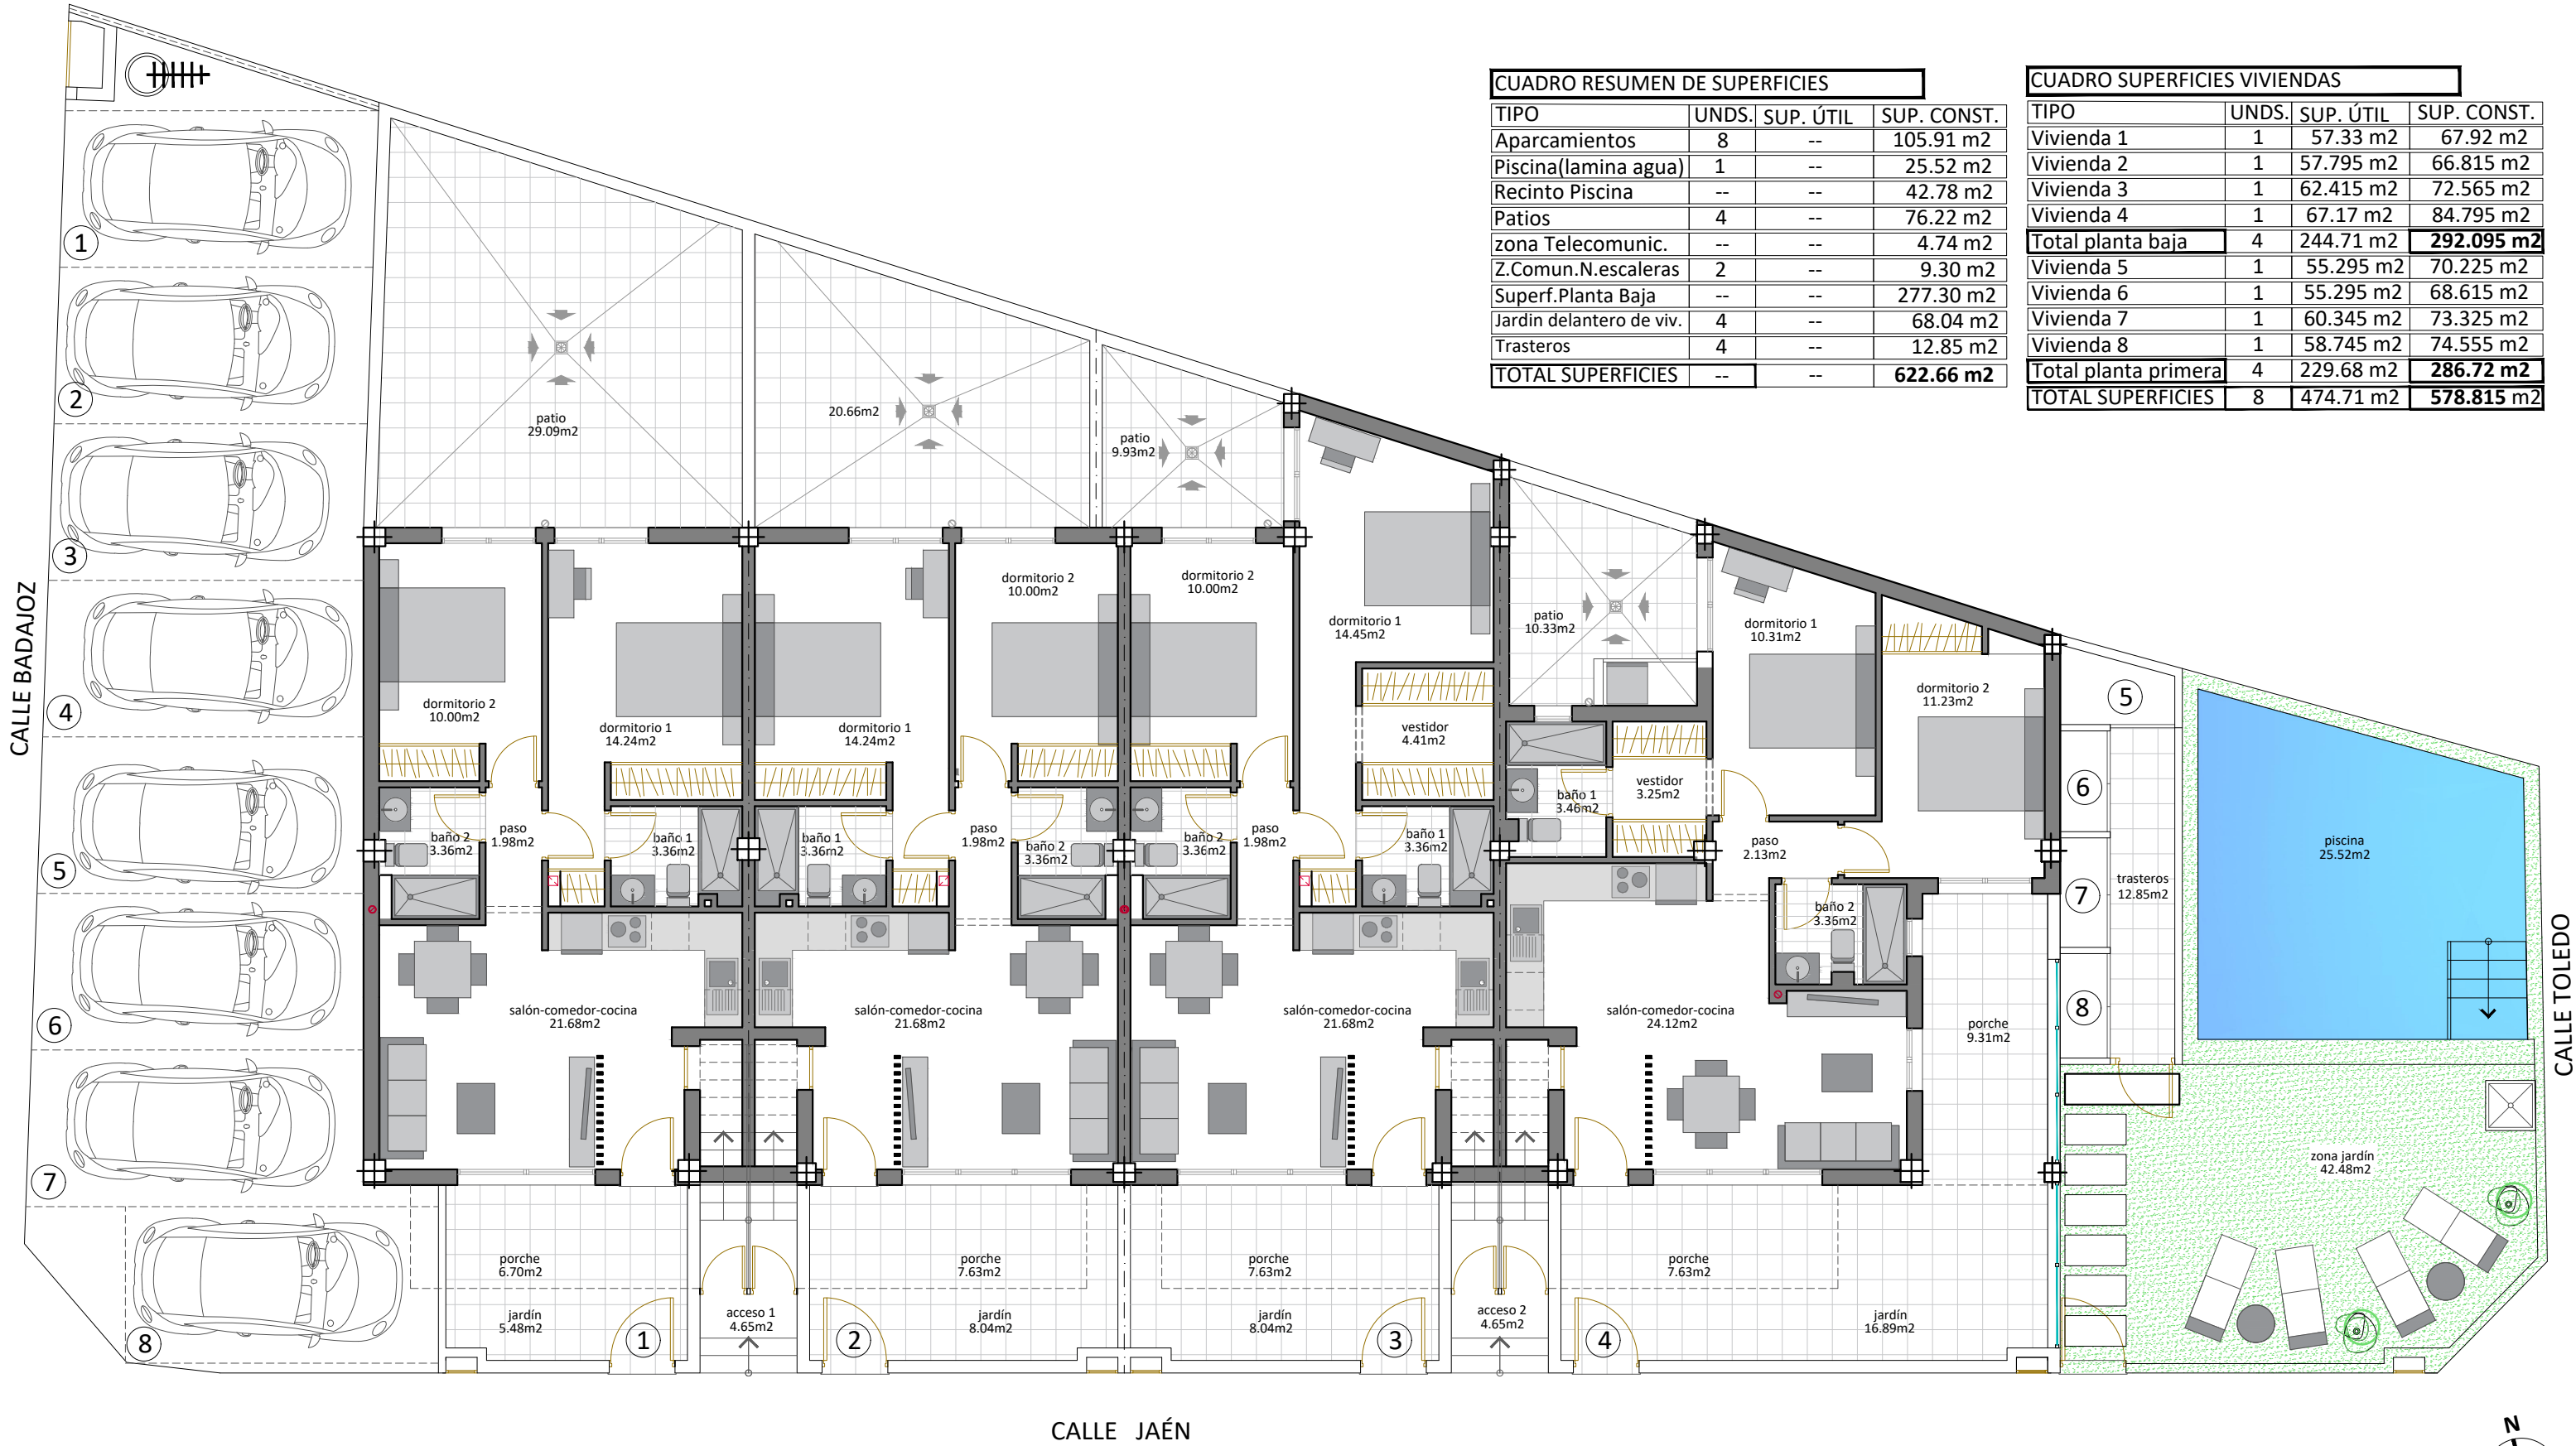 CUADRO RESUMEN DE SUPERFICIES
TIPO UNDS. SUP. ÚTIL SUP. CONST.
Aparcamientos 8 -- 105.91 m2
Piscina(lamina agua) 1 -- 25.52 m2
Recinto Piscina -- -- 42.78 m2
Patios 4 -- 76.22 m2
zona Telecomunic. -- -- 4.74 m2
Z.Comun.N.escaleras 2 -- 9.30 m2
Superf.Planta Baja -- -- 277.30 m2
Jardin delantero de viv. 4 -- 68.04 m2
Trasteros 4 -- 12.85 m2
TOTAL SUPERFICIES -- -- 622.66 m2
CUADRO SUPERFICIES VIVIENDAS
TIPO UNDS. SUP. ÚTIL SUP. CONST.
Vivienda 1 1 57.33 m2 67.92 m2
Vivienda 2 1 57.795 m2 66.815 m2
Vivienda 3 1 62.415 m2 72.565 m2
Vivienda 4 1 67.17 m2 84.795 m2
Total planta baja 4 244.71 m2 292.095 m2
Vivienda 5 1 55.295 m2 70.225 m2
Vivienda 6 1 55.295 m2 68.615 m2
Vivienda 7 1 60.345 m2 73.325 m2
Vivienda 8 1 58.745 m2 74.555 m2
Total planta primera 4 229.68 m2 286.72 m2
TOTAL SUPERFICIES 8 474.71 m2 578.815 m2
CALLE BADAJOZ
1
2
3
4
5
6
7
8
patio
29.09m2
20.66m2
patio
9.93m2
patio
10.33m2
dormitorio 2
10.00m2
dormitorio 1
14.24m2
dormitorio 1
14.24m2
dormitorio 2
10.00m2
dormitorio 2
10.00m2
dormitorio 1
14.45m2
vestidor
4.41m2
dormitorio 1
10.31m2
dormitorio 2
11.23m2
vestidor
3.25m2
baño 2
3.36m2
paso
1.98m2
baño 1
3.36m2
baño 1
3.36m2
paso
1.98m2
baño 2
3.36m2
baño 2
3.36m2
paso
1.98m2
baño 1
3.36m2
baño 1
3.46m2
paso
2.13m2
baño 2
3.36m2
salón-comedor-cocina
21.68m2
salón-comedor-cocina
21.68m2
salón-comedor-cocina
21.68m2
salón-comedor-cocina
24.12m2
porche
9.31m2
5
6
7
8
trasteros
12.85m2
piscina
25.52m2
zona jardín
42.48m2
CALLE TOLEDO
porche
6.70m2
porche
7.63m2
porche
7.63m2
porche
7.63m2
jardín
5.48m2
1
acceso 1
4.65m2
2
jardín
8.04m2
jardín
8.04m2
3
acceso 2
4.65m2
4
jardín
16.89m2
CALLE JAÉN
N